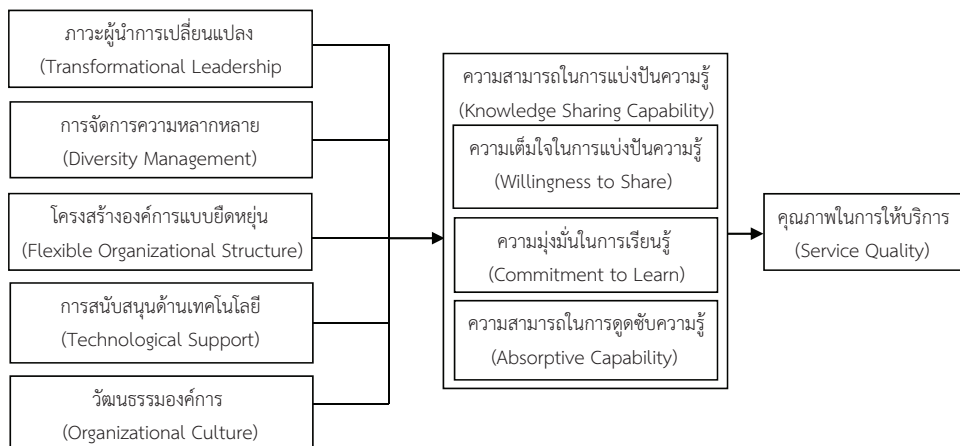 ภาวะผู้นำการเปลี่ยนแปลง
(Transformational Leadership
การจัดการความหลากหลาย
(Diversity Management)
โครงสร้างองค์การแบบยืดหยุ่น
(Flexible Organizational Structure)
การสนับสนุนด้านเทคโนโลยี
(Technological Support)
วัฒนธรรมองค์การ
(Organizational Culture)
ความสามารถในการแบ่งปันความรู้
(Knowledge Sharing Capability)
ความเต็มใจในการแบ่งปันความรู้
(Willingness to Share)
ความมุ่งมั่นในการเรียนรู้
(Commitment to Learn)
ความสามารถในการดูดซับความรู้
(Absorptive Capability)
คุณภาพในการให้บริการ
(Service Quality)